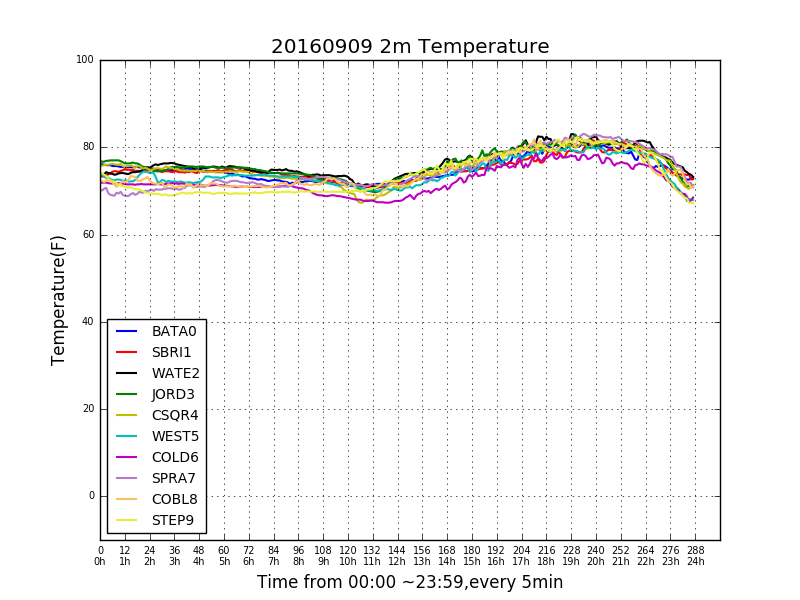 20160909 2m Temperature
100
80
60
40
20
0
Temperature(F)
BATA0
SBRI1
WATE2
JORD3
CSQR4
WEST5
COLD6
SPRA7
COBL8
STEP9
0 12 24 36 48 60 72 84 96 108 120 132 144 156 168 180 192 204 216 228 240 252 264 276 288
0h 1h 2h 3h 4h 5h 6h 7h 8h 9h 10h 11h 12h 13h 14h 15h 16h 17h 18h 19h 20h 21h 22h 23h 24h
Time from 00:00 ~23:59,every 5min